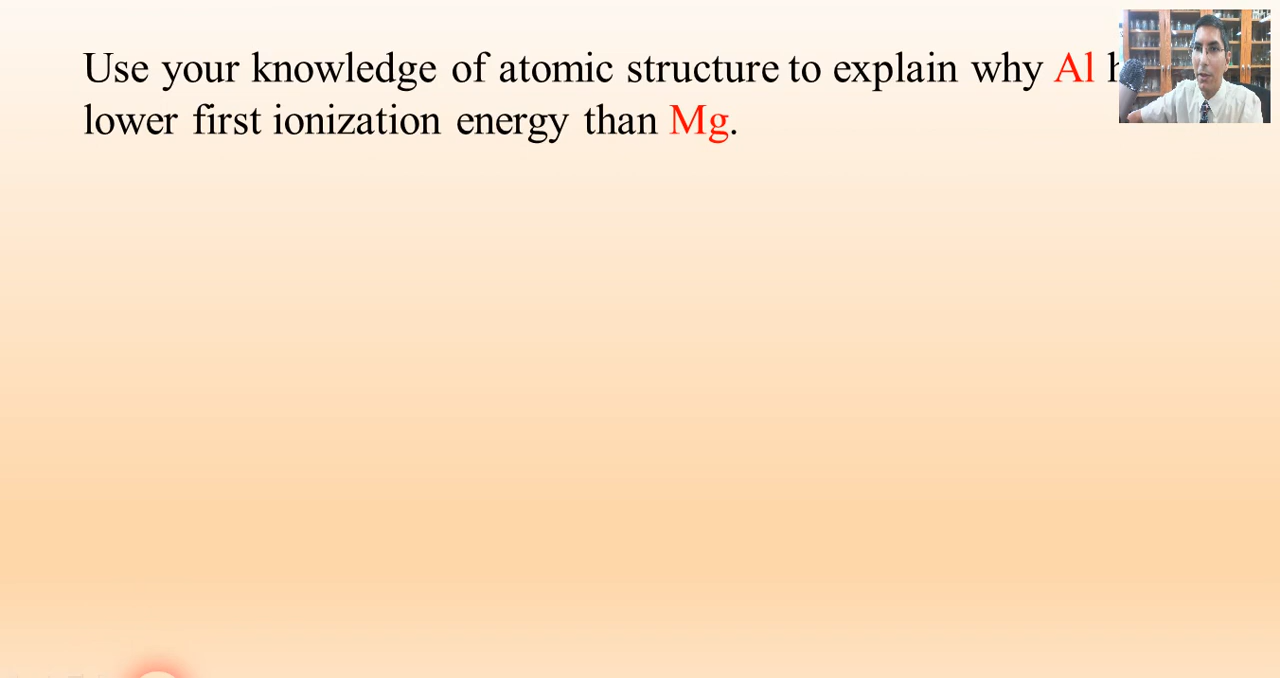 Use your knowledge of atomic structure to explain why Al
lower first ionization energy than Mg.